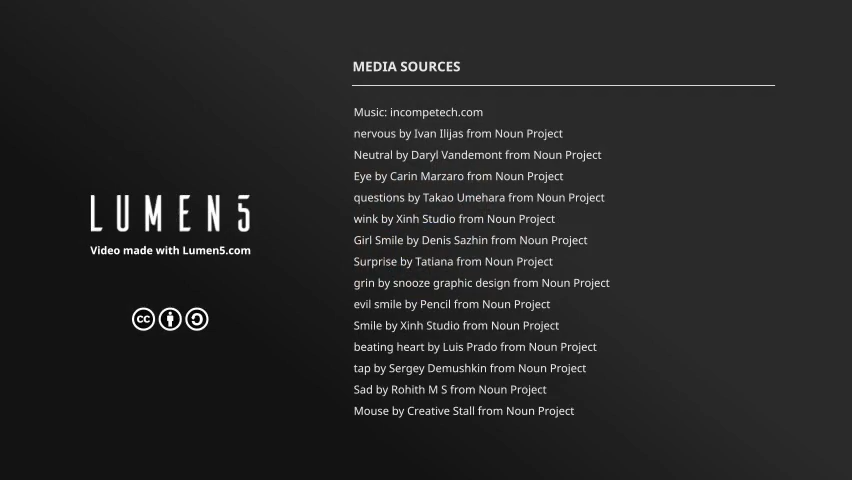 MEDIA SOURCES
Music: incompetech.com
nervous by Ivan Ilijas from Noun Project
Neutral by Daryl Vandemont from Noun Project
Eye by Carin Marzaro from Noun Project
questions by Takao Umehara from Noun Project
wink by Xinh Studio from Noun Project
Girl Smile by Denis Sazhin from Noun Project
Surprise by Tatiana from Noun Project
grin by snooze graphic design from Noun Project
evil smile by Pencil from Noun Project
Smile by Xinh Studio from Noun Project
beating heart by Luis Prado from Noun Project
tap by Sergey Demushkin from Noun Project
Sad by Rohith M S from Noun Project
Mouse by Creative Stall from Noun Project
LUMEN5
Video made with Lumen5.com
cc